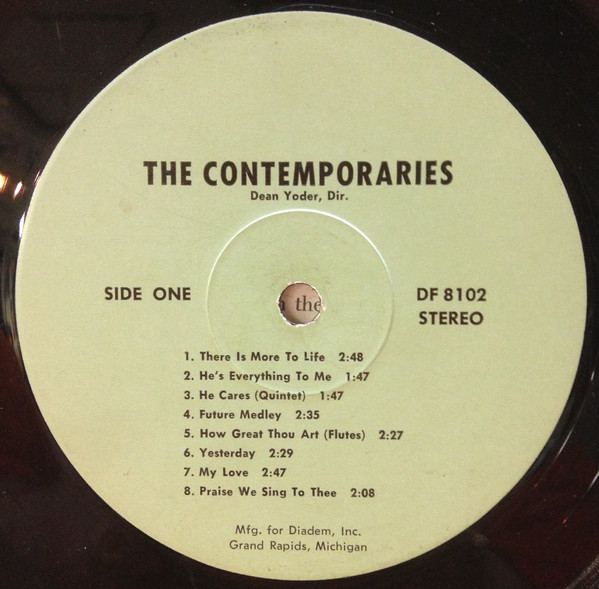 THE CONTEMPORARIES
Dean Yoder, Dir.
SIDE ONE
DF 8102
STEREO
the
1. There Is More To Life 2:48
2. He's Everything To Me 1:47
3. He Cares (Quintet) 1:47
4. Future Medley 2:35
5. How Great Thou Art (Flutes) 2:27
6. Yesterday 2:29
7. My Love 2:47
8. Praise We Sing To Thee 2:08
Mfg. for Diadem, Inc.
Grand Rapids, Michigan